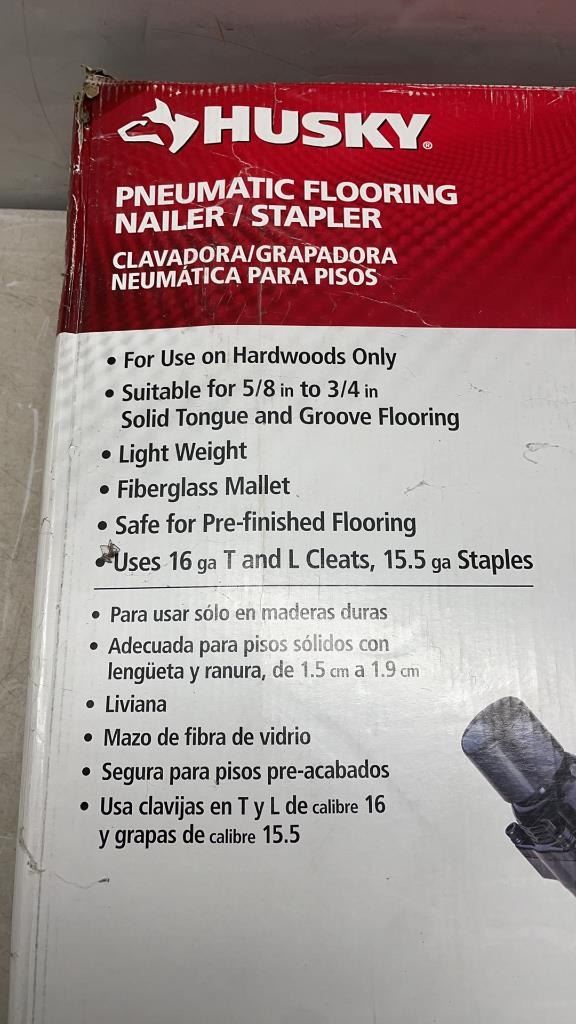 HUSKY®
PNEUMATIC FLOORING
NAILER / STAPLER
CLAVADORA/GRAPADORA
NEUMÁTICA PARA PISOS
• For Use on Hardwoods Only
• Suitable for 5/8 in to 3/4 in
Solid Tongue and Groove Flooring
• Light Weight
• Fiberglass Mallet
• Safe for Pre-finished Flooring
• Uses 16 ga T and L Cleats, 15.5 ga Staples
• Para usar sólo en maderas duras
• Adecuada para pisos sólidos con
lengüeta y ranura, de 1.5 cm a 1.9 cm
• Liviana
• Mazo de fibra de vidrio
• Segura para pisos pre-acabados
• Usa clavijas en T y L de calibre 16
y grapas de calibre 15.5